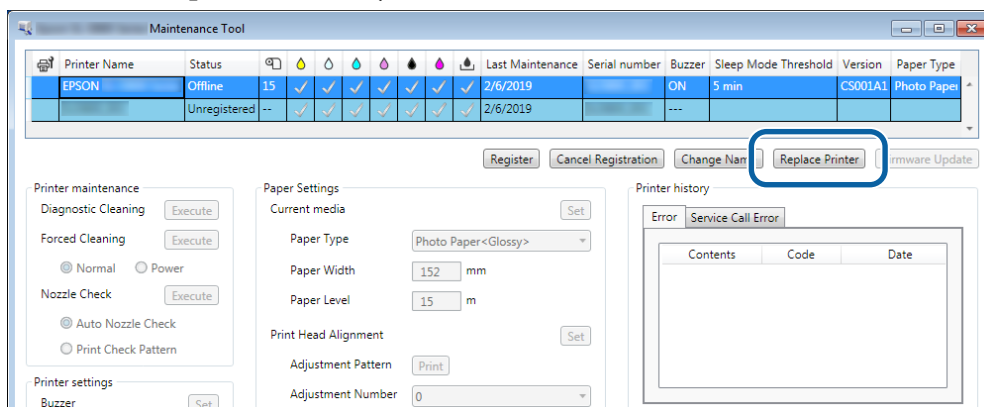 Maintenance Tool
Printer Name Status Last Maintenance Serial number Buzzer Sleep Mode Threshold Version Paper Type
EPSON Offline 15 2/6/2019 ON 5 min CS001A1 Photo Paper
Unregistered -- 2/6/2019 ---
Register Cancel Registration Change Name Replace Printer Firmware Update
Printer maintenance
Diagnostic Cleaning Execute
Forced Cleaning Execute
Normal Power
Nozzle Check Execute
Auto Nozzle Check
Print Check Pattern
Printer settings
Buzzer Set
Paper Settings
Current media Set
Paper Type Photo Paper<Glossy>
Paper Width 152 mm
Paper Level 15 m
Print Head Alignment Set
Adjustment Pattern Print
Adjustment Number 0
Printer history
Error Service Call Error
Contents Code Date